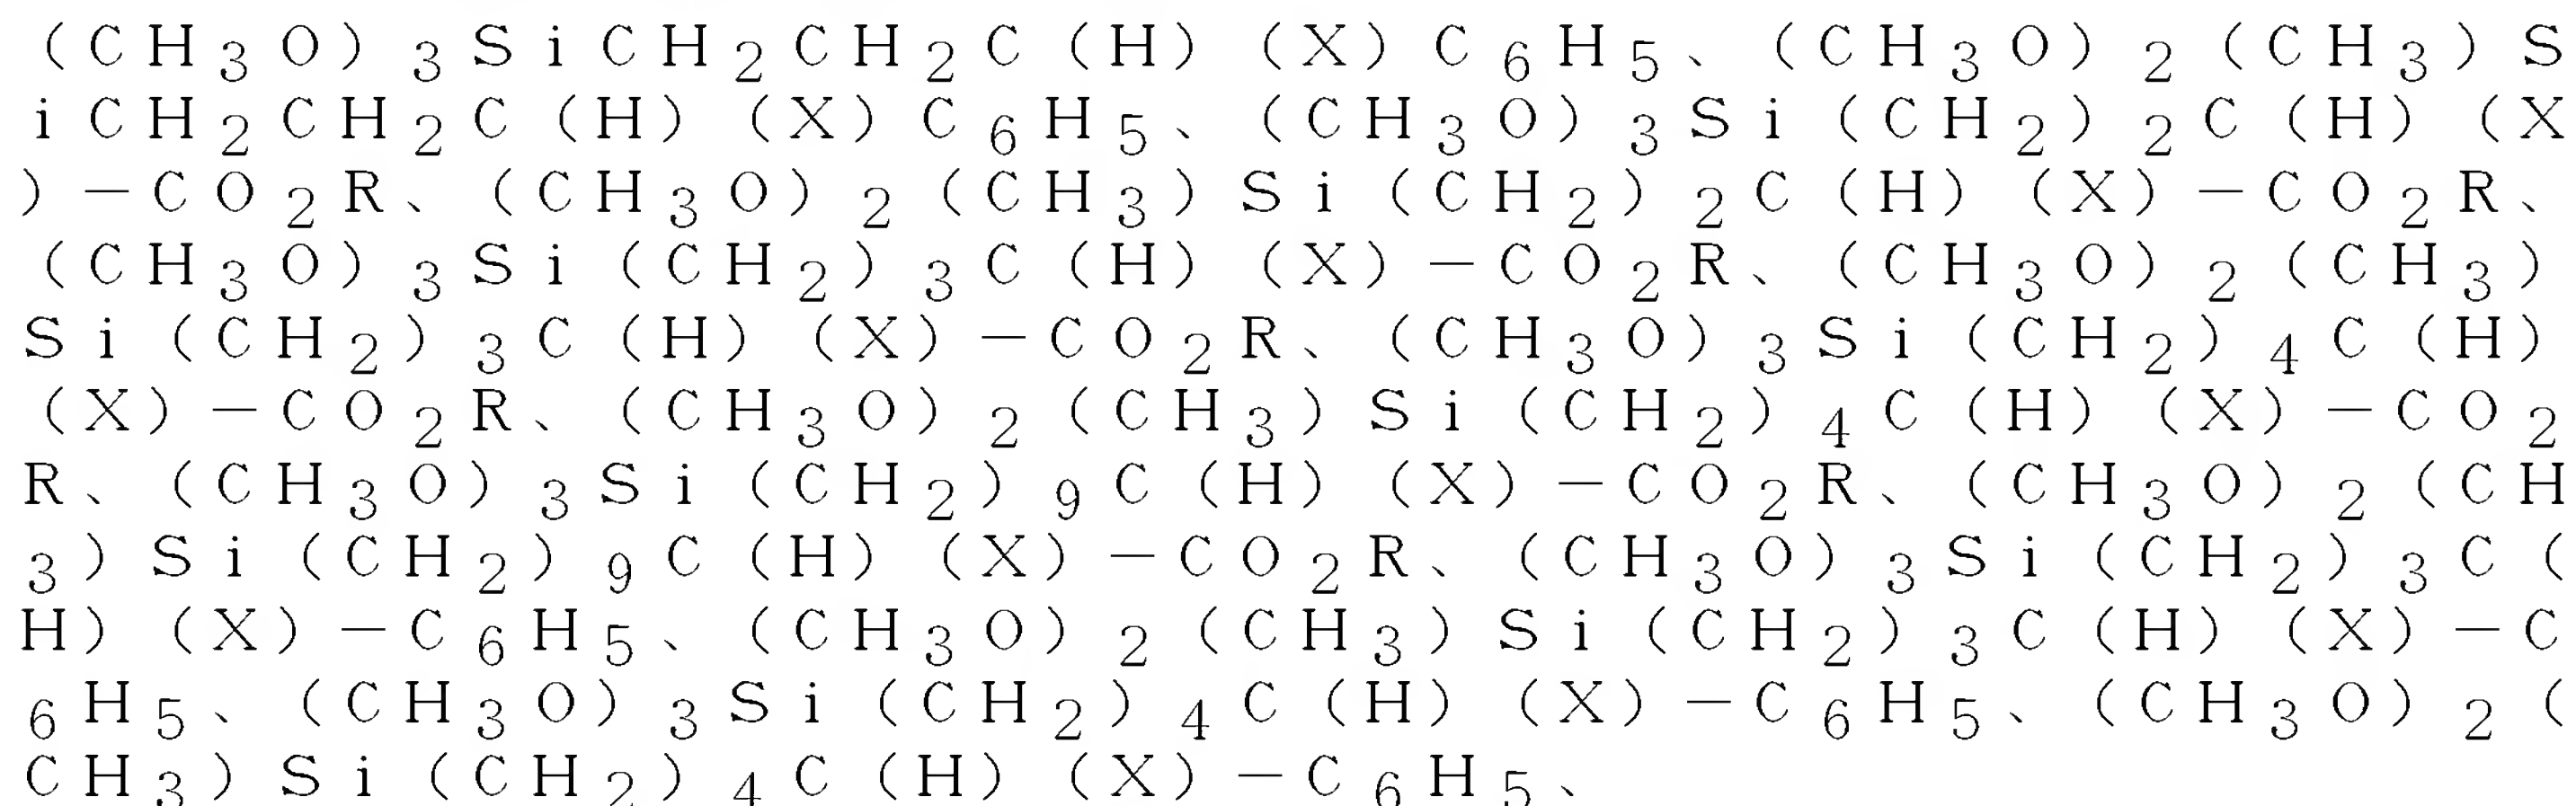 （ＣＨ₃Ｏ）₃ＳｉＣＨ₂ＣＨ₂Ｃ（Ｈ）（Ｘ）Ｃ₆Ｈ₅、（ＣＨ₃Ｏ）₂（ＣＨ₃）Ｓ
ｉＣＨ₂ＣＨ₂Ｃ（Ｈ）（Ｘ）Ｃ₆Ｈ₅、（ＣＨ₃Ｏ）₃Ｓｉ（ＣＨ₂）₂Ｃ（Ｈ）（Ｘ
）－ＣＯ₂Ｒ、（ＣＨ₃Ｏ）₂（ＣＨ₃）Ｓｉ（ＣＨ₂）₂Ｃ（Ｈ）（Ｘ）－ＣＯ₂Ｒ、
（ＣＨ₃Ｏ）₃Ｓｉ（ＣＨ₂）₃Ｃ（Ｈ）（Ｘ）－ＣＯ₂Ｒ、（ＣＨ₃Ｏ）₂（ＣＨ₃）
Ｓｉ（ＣＨ₂）₃Ｃ（Ｈ）（Ｘ）－ＣＯ₂Ｒ、（ＣＨ₃Ｏ）₃Ｓｉ（ＣＨ₂）₄Ｃ（Ｈ）
（Ｘ）－ＣＯ₂Ｒ、（ＣＨ₃Ｏ）₂（ＣＨ₃）Ｓｉ（ＣＨ₂）₄Ｃ（Ｈ）（Ｘ）－ＣＯ₂
Ｒ、（ＣＨ₃Ｏ）₃Ｓｉ（ＣＨ₂）₉Ｃ（Ｈ）（Ｘ）－ＣＯ₂Ｒ、（ＣＨ₃Ｏ）₂（ＣＨ
₃）Ｓｉ（ＣＨ₂）₉Ｃ（Ｈ）（Ｘ）－ＣＯ₂Ｒ、（ＣＨ₃Ｏ）₃Ｓｉ（ＣＨ₂）₃Ｃ（
Ｈ）（Ｘ）－Ｃ₆Ｈ₅、（ＣＨ₃Ｏ）₂（ＣＨ₃）Ｓｉ（ＣＨ₂）₃Ｃ（Ｈ）（Ｘ）－Ｃ
₆Ｈ₅、（ＣＨ₃Ｏ）₃Ｓｉ（ＣＨ₂）₄Ｃ（Ｈ）（Ｘ）－Ｃ₆Ｈ₅、（ＣＨ₃Ｏ）₂（
ＣＨ₃）Ｓｉ（ＣＨ₂）₄Ｃ（Ｈ）（Ｘ）－Ｃ₆Ｈ₅、